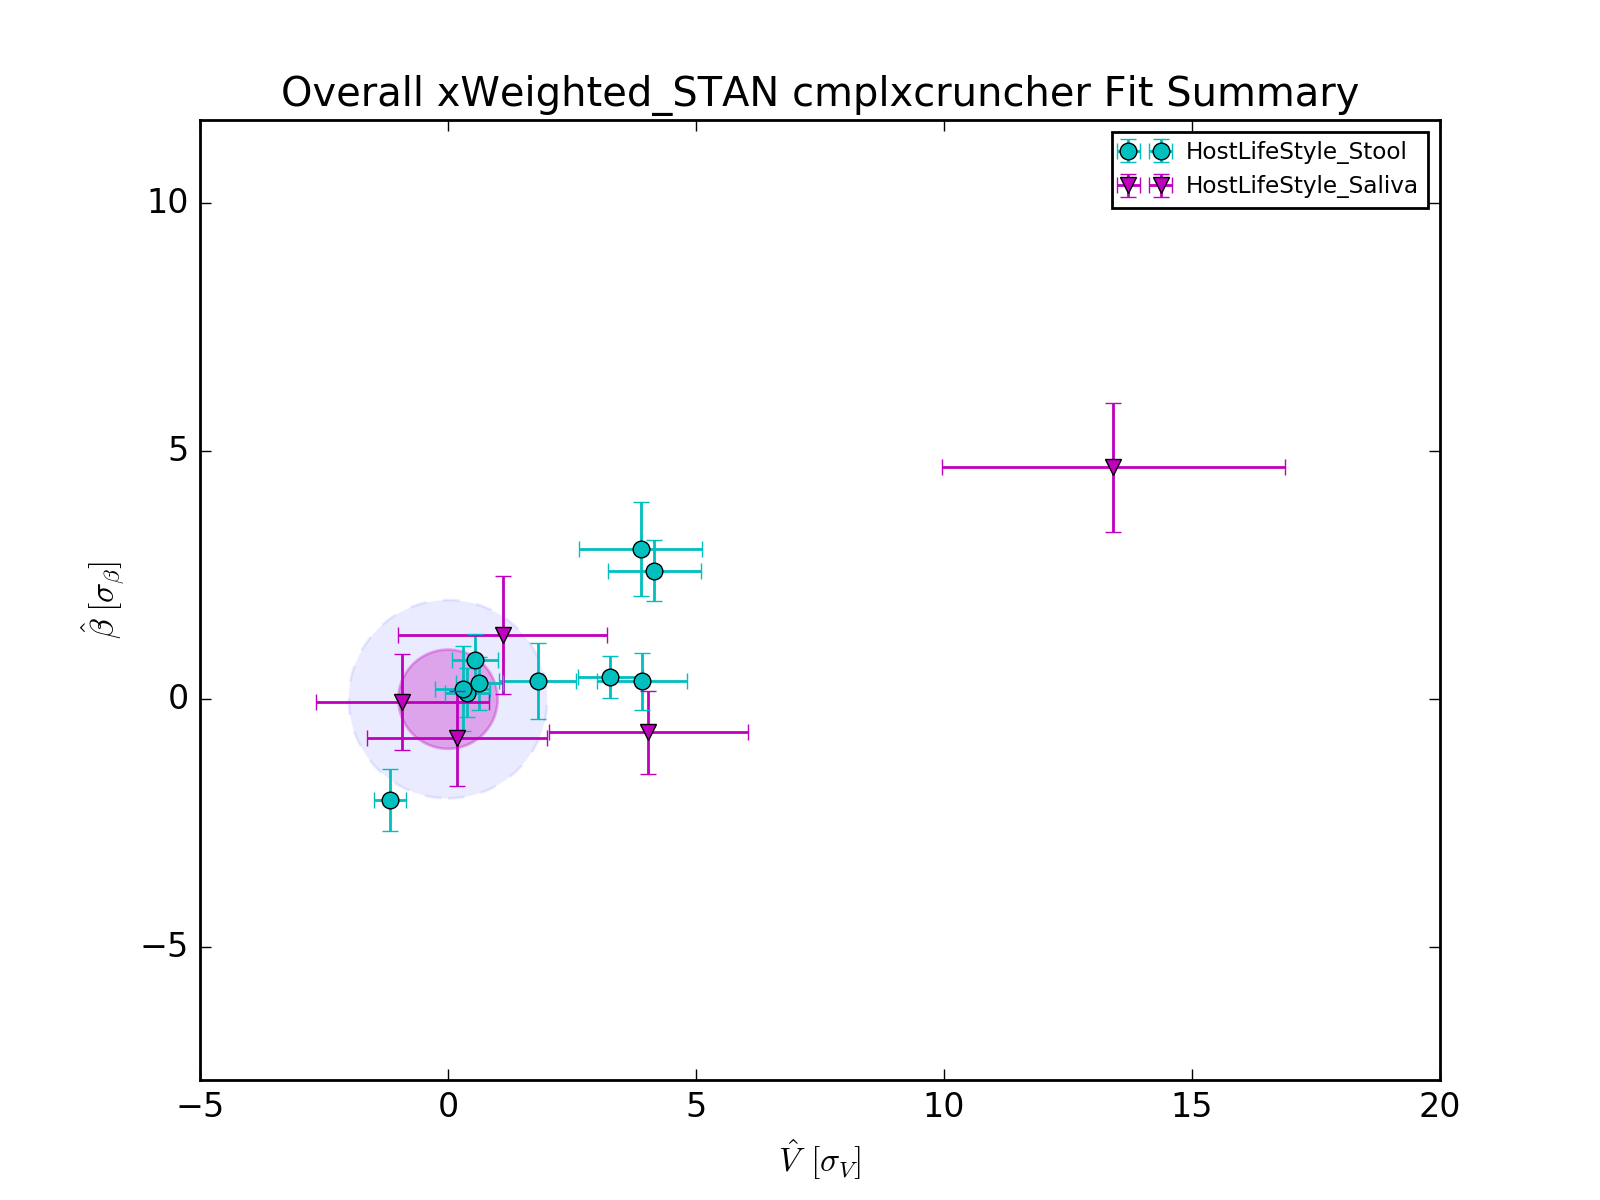 Overall xWeighted_STAN cmplxcruncher Fit Summary
HostLifeStyle_Stool
HostLifeStyle_Saliva
10
5
0
−5
β̂ [σ_β]
−5 0 5 10 15 20
V̂ [σ_V]